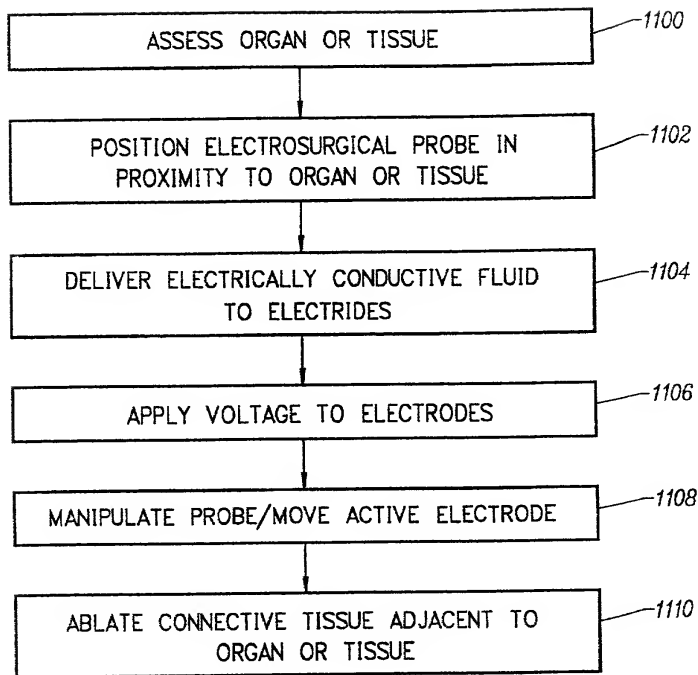 ASSESS ORGAN OR TISSUE
1100
POSITION ELECTROSURGICAL PROBE IN
PROXIMITY TO ORGAN OR TISSUE
1102
DELIVER ELECTRICALLY CONDUCTIVE FLUID
TO ELECTRIDES
1104
APPLY VOLTAGE TO ELECTRODES
1106
MANIPULATE PROBE/MOVE ACTIVE ELECTRODE
1108
ABLATE CONNECTIVE TISSUE ADJACENT TO
ORGAN OR TISSUE
1110